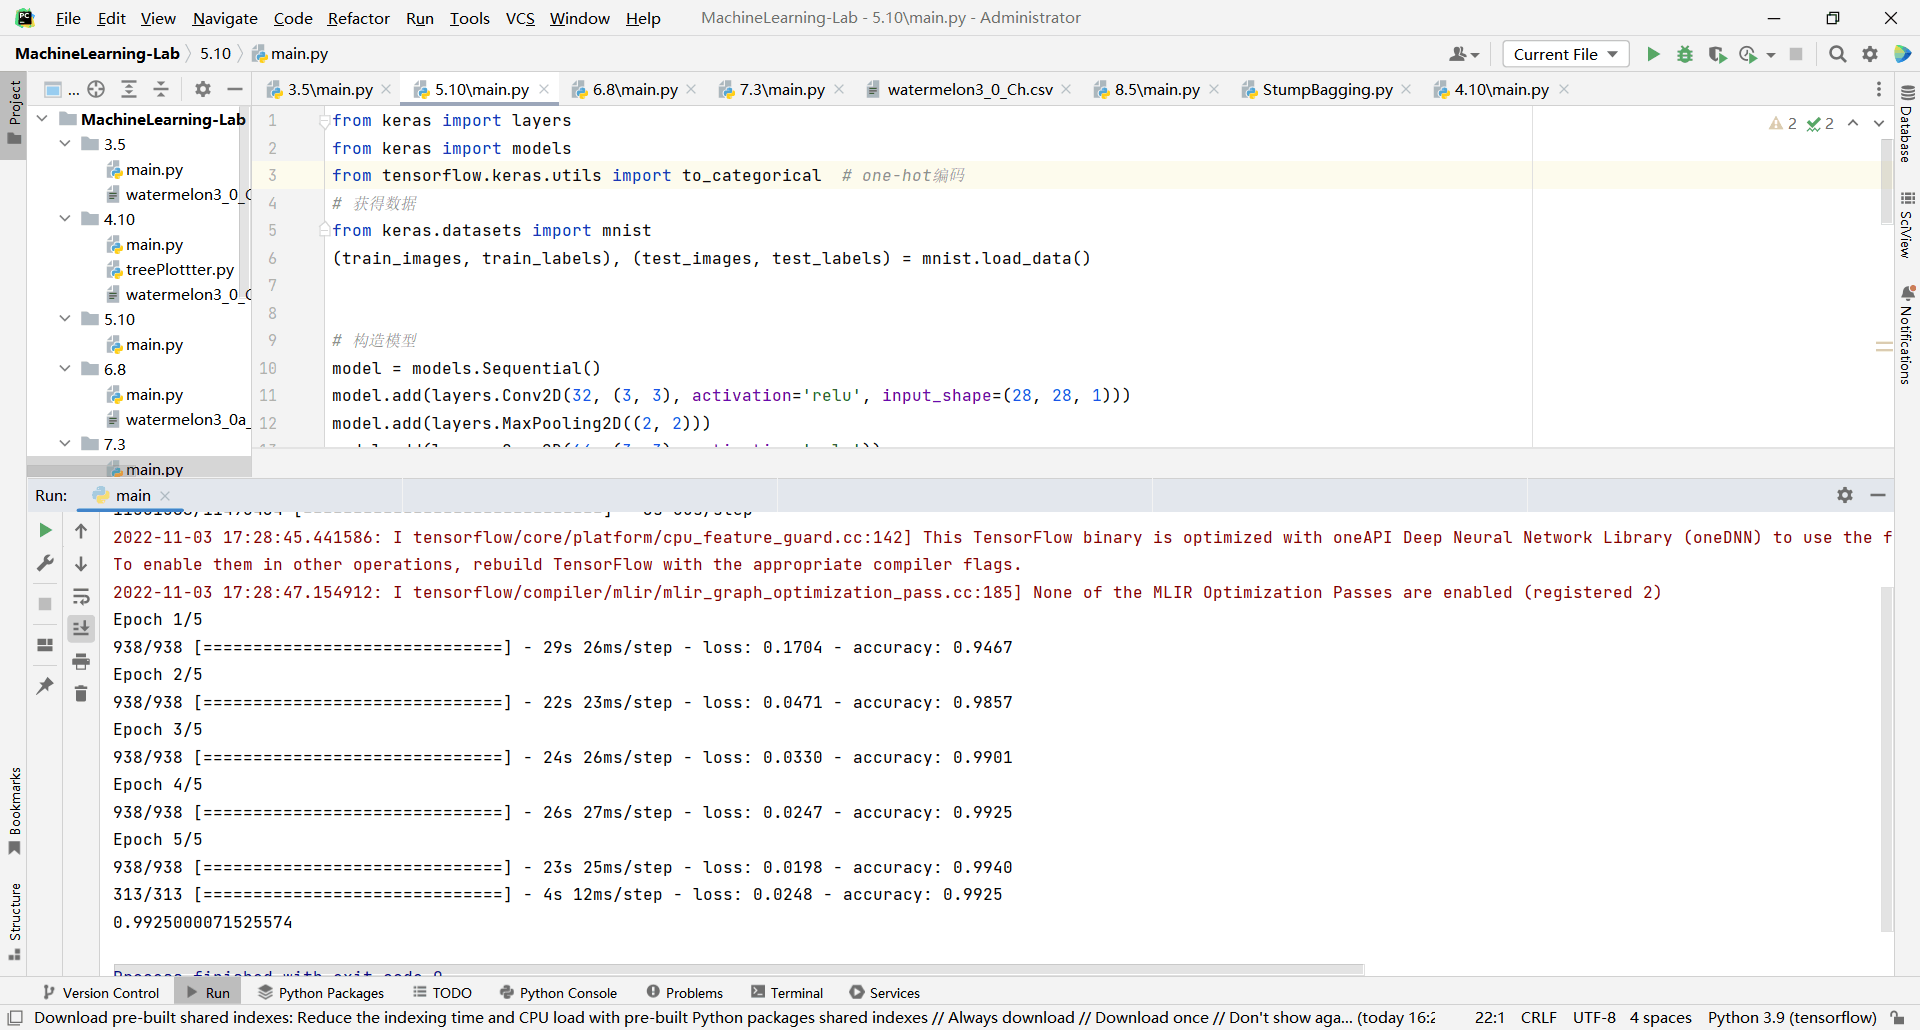 File Edit View Navigate Code Refactor Run Tools VCS Window Help MachineLearning-Lab - 5.10\main.py - Administrator
MachineLearning-Lab 5.10 main.py Current File
Project
... 3.5\main.py 5.10\main.py 6.8\main.py 7.3\main.py watermelon3_0_Ch.csv 8.5\main.py StumpBagging.py 4.10\main.py
MachineLearning-Lab
3.5
main.py
watermelon3_0_C
4.10
main.py
treePlottter.py
watermelon3_0_C
5.10
main.py
6.8
main.py
watermelon3_0a_
7.3
main.py
2 2
1 from keras import layers
2 from keras import models
3 from tensorflow.keras.utils import to_categorical # one-hot编码
4 # 获得数据
5 from keras.datasets import mnist
6 (train_images, train_labels), (test_images, test_labels) = mnist.load_data()
7
8
9 # 构造模型
10 model = models.Sequential()
11 model.add(layers.Conv2D(32, (3, 3), activation='relu', input_shape=(28, 28, 1)))
12 model.add(layers.MaxPooling2D((2, 2)))
Database
SciView
Notifications
Run: main
2022-11-03 17:28:45.441586: I tensorflow/core/platform/cpu_feature_guard.cc:142] This TensorFlow binary is optimized with oneAPI Deep Neural Network Library (oneDNN) to use the f
To enable them in other operations, rebuild TensorFlow with the appropriate compiler flags.
2022-11-03 17:28:47.154912: I tensorflow/compiler/mlir/mlir_graph_optimization_pass.cc:185] None of the MLIR Optimization Passes are enabled (registered 2)
Epoch 1/5
938/938 [==============================] - 29s 26ms/step - loss: 0.1704 - accuracy: 0.9467
Epoch 2/5
938/938 [==============================] - 22s 23ms/step - loss: 0.0471 - accuracy: 0.9857
Epoch 3/5
938/938 [==============================] - 24s 26ms/step - loss: 0.0330 - accuracy: 0.9901
Epoch 4/5
938/938 [==============================] - 26s 27ms/step - loss: 0.0247 - accuracy: 0.9925
Epoch 5/5
938/938 [==============================] - 23s 25ms/step - loss: 0.0198 - accuracy: 0.9940
313/313 [==============================] - 4s 12ms/step - loss: 0.0248 - accuracy: 0.9925
0.9925000071525574
Process finished with exit code 0
Bookmarks
Structure
Version Control Run Python Packages TODO Python Console Problems Terminal Services
Download pre-built shared indexes: Reduce the indexing time and CPU load with pre-built Python packages shared indexes // Always download // Download once // Don't show aga... (today 16:2 22:1 CRLF UTF-8 4 spaces Python 3.9 (tensorflow)